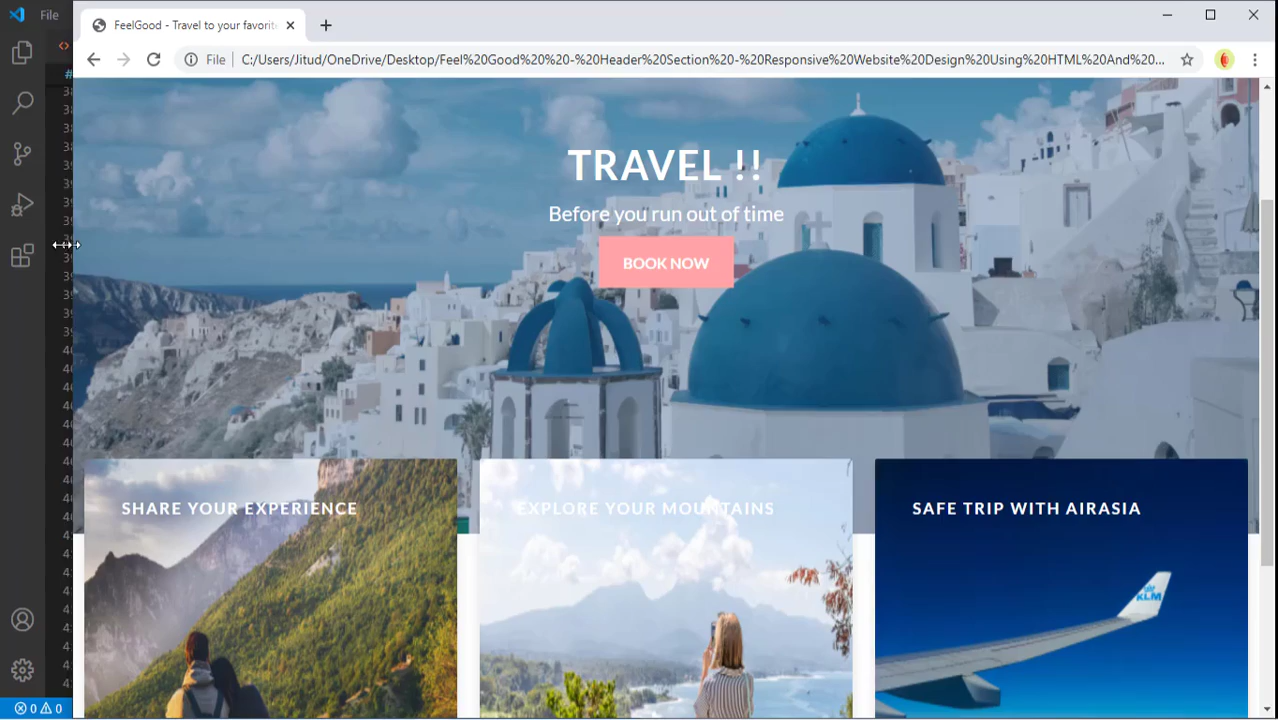 File
FeelGood - Travel to your favorit
File
C:/Users/Jitud/OneDrive/Desktop/Feel%20Good%20%20-%20Header%20Section%20-%20Responsive%20Website%20Design%20Using%20HTML%20And%20...
TRAVEL !!
Before you run out of time
BOOK NOW
SHARE YOUR EXPERIENCE
EXPLORE YOUR MOUNTAINS
SAFE TRIP WITH AIRASIA
KLM
0 0